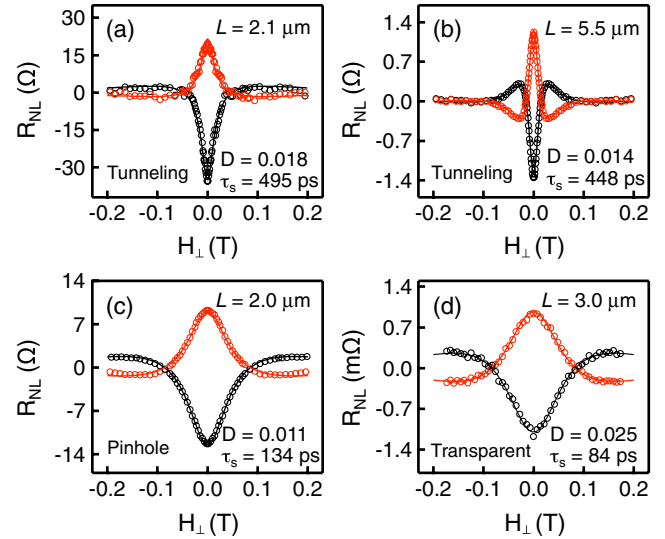 (a) L = 2.1 μm
R_NL (Ω)
30
15
0
-15
-30
Tunneling
D = 0.018
τ_s = 495 ps
-0.2 -0.1 0.0 0.1 0.2
H_⊥ (T)
(b) L = 5.5 μm
R_NL (Ω)
1.4
0.7
0.0
-0.7
-1.4
Tunneling
D = 0.014
τ_s = 448 ps
-0.2 -0.1 0.0 0.1 0.2
H_⊥ (T)
(c) L = 2.0 μm
R_NL (Ω)
14
7
0
-7
-14
Pinhole
D = 0.011
τ_s = 134 ps
-0.2 -0.1 0.0 0.1 0.2
H_⊥ (T)
(d) L = 3.0 μm
R_NL (mΩ)
1.4
0.7
0.0
-0.7
-1.4
Transparent
D = 0.025
τ_s = 84 ps
-0.2 -0.1 0.0 0.1 0.2
H_⊥ (T)